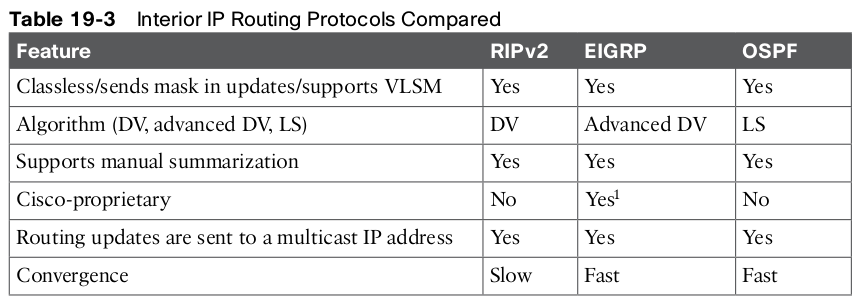 Table 19-3 Interior IP Routing Protocols Compared
Feature RIPv2 EIGRP OSPF
Classless/sends mask in updates/supports VLSM Yes Yes Yes
Algorithm (DV, advanced DV, LS) DV Advanced DV LS
Supports manual summarization Yes Yes Yes
Cisco-proprietary No Yes1 No
Routing updates are sent to a multicast IP address Yes Yes Yes
Convergence Slow Fast Fast